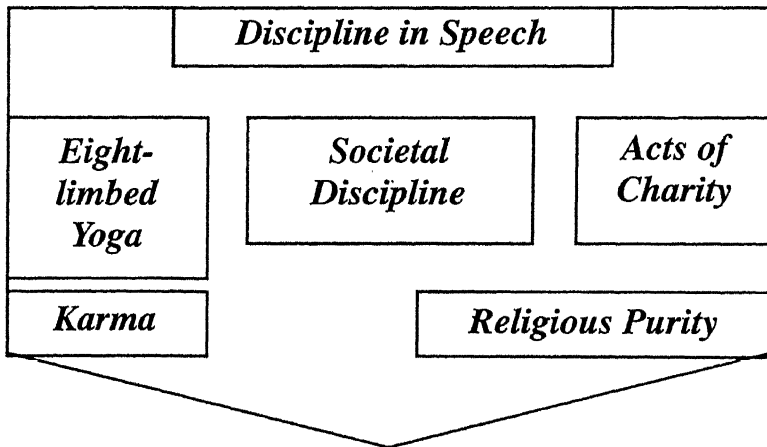 Discipline in Speech
Eight-
limbed
Yoga
Societal
Discipline
Acts of
Charity
Karma
Religious Purity